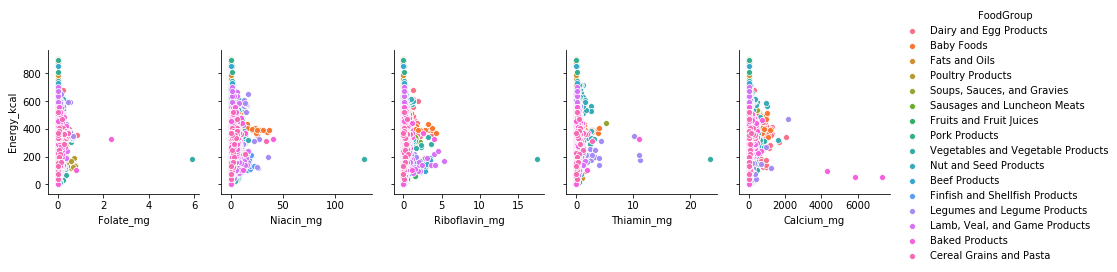 FoodGroup
Dairy and Egg Products
Baby Foods
Fats and Oils
Poultry Products
Soups, Sauces, and Gravies
Sausages and Luncheon Meats
Fruits and Fruit Juices
Pork Products
Vegetables and Vegetable Products
Nut and Seed Products
Beef Products
Finfish and Shellfish Products
Legumes and Legume Products
Lamb, Veal, and Game Products
Baked Products
Cereal Grains and Pasta
Energy_kcal
800
600
400
200
0
0 2 4 6
Folate_mg
0 50 100
Niacin_mg
0 5 10 15
Riboflavin_mg
0 10 20
Thiamin_mg
0 2000 4000 6000
Calcium_mg